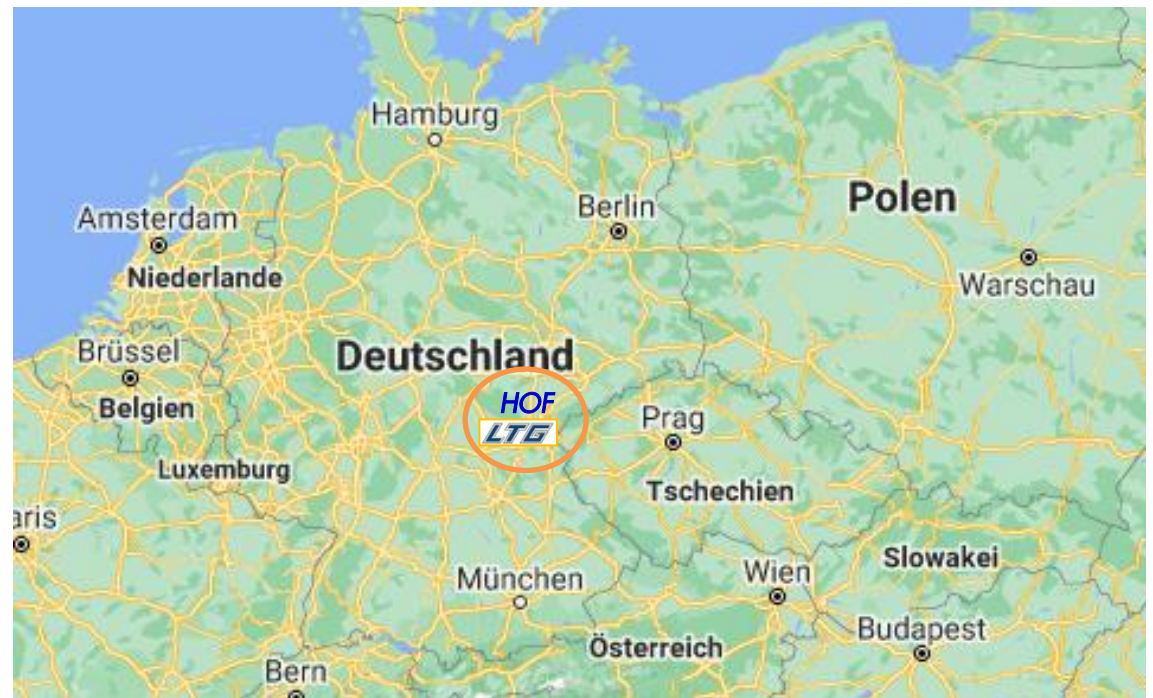 Hamburg
Berlin
Polen
Amsterdam
Niederlande
Warschau
Brüssel
Deutschland
Belgien
HOF
LTG
Prag
Luxemburg
Tschechien
aris
Slowakei
München
Wien
Budapest
Österreich
Bern